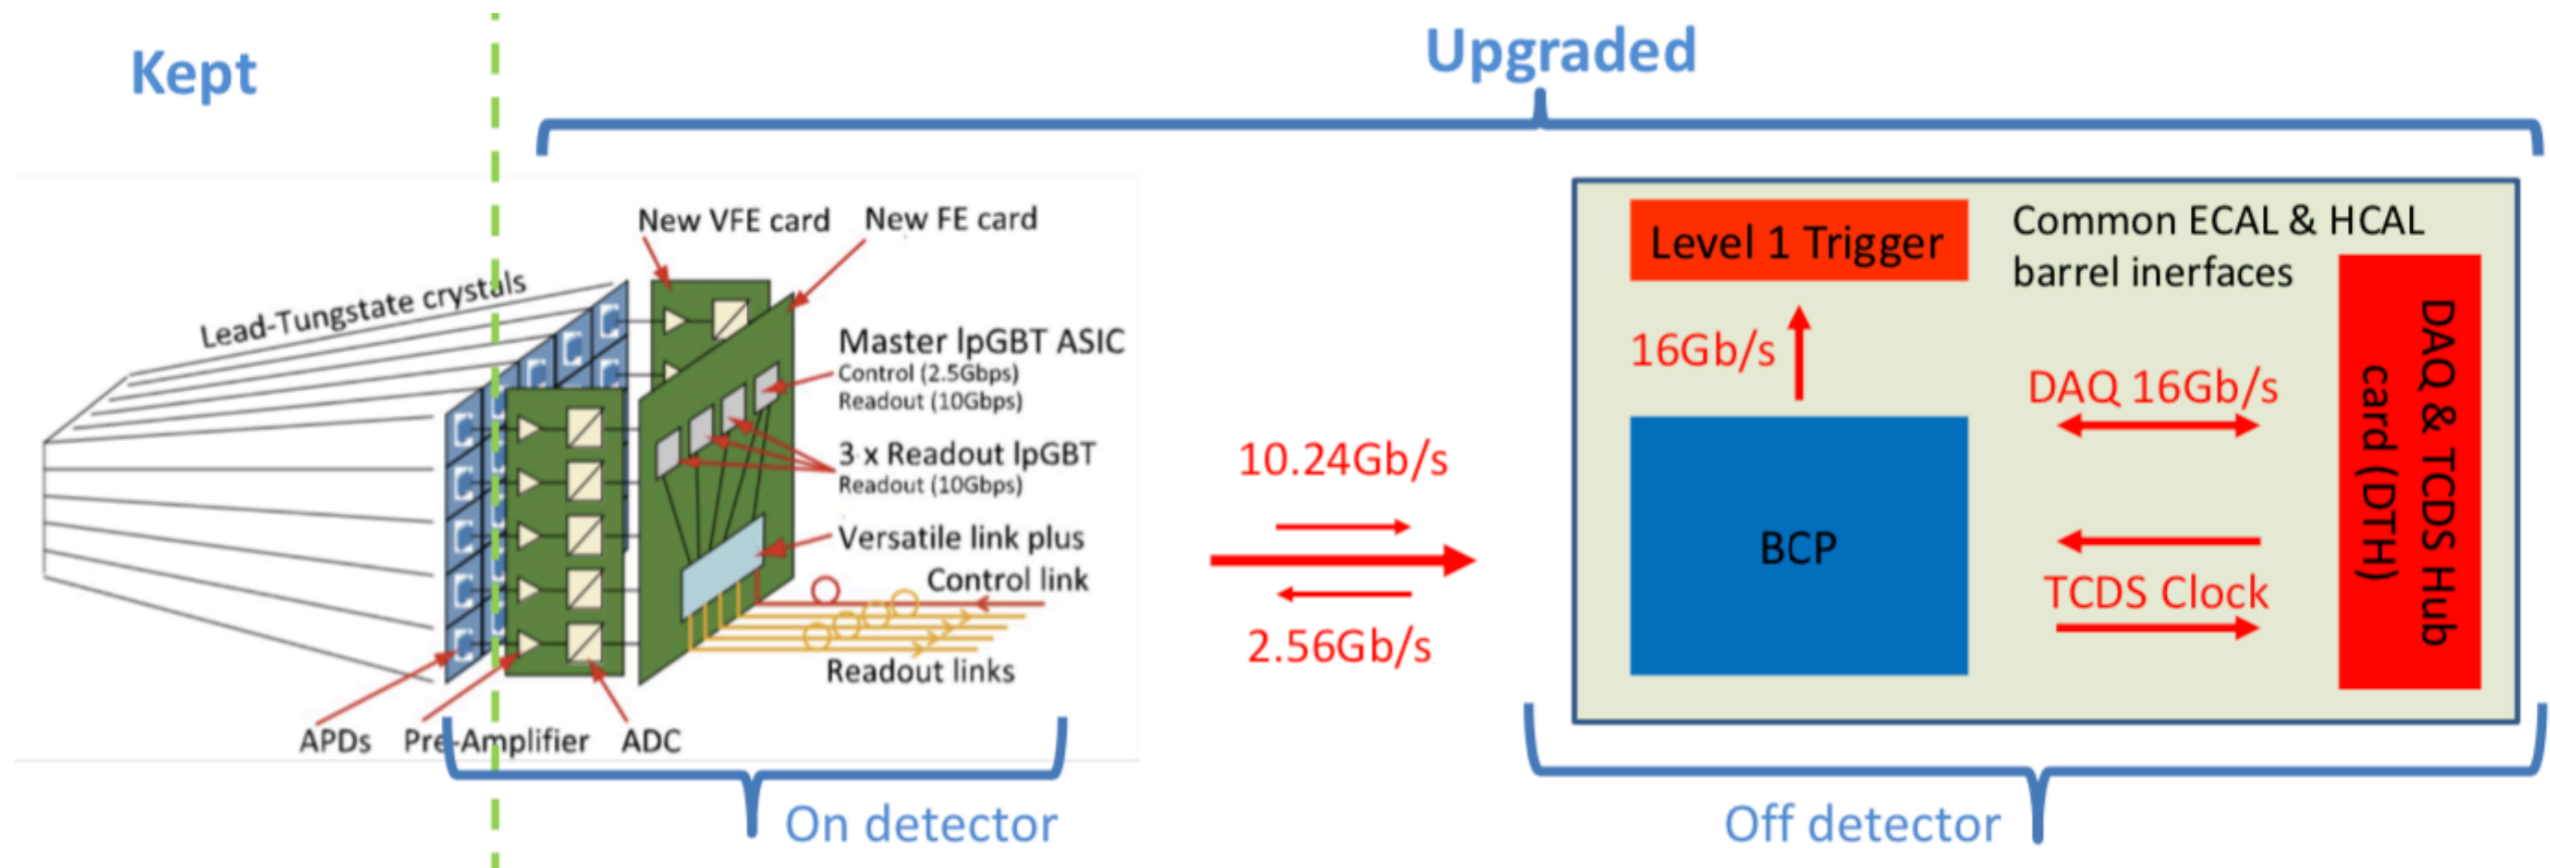 Kept
Upgraded
New VFE card
New FE card
Lead-Tungstate crystals
Master lpGBT ASIC
Control (2.5Gbps)
Readout (10Gbps)
3 x Readout lpGBT
Readout (10Gbps)
Versatile link plus
Control link
Readout links
APDs
Pre-Amplifier
ADC
On detector
10.24Gb/s
2.56Gb/s
Level 1 Trigger
Common ECAL & HCAL
barrel inerfaces
16Gb/s
DAQ 16Gb/s
BCP
TCDS Clock
DAQ & TCDS Hub
card (DTH)
Off detector